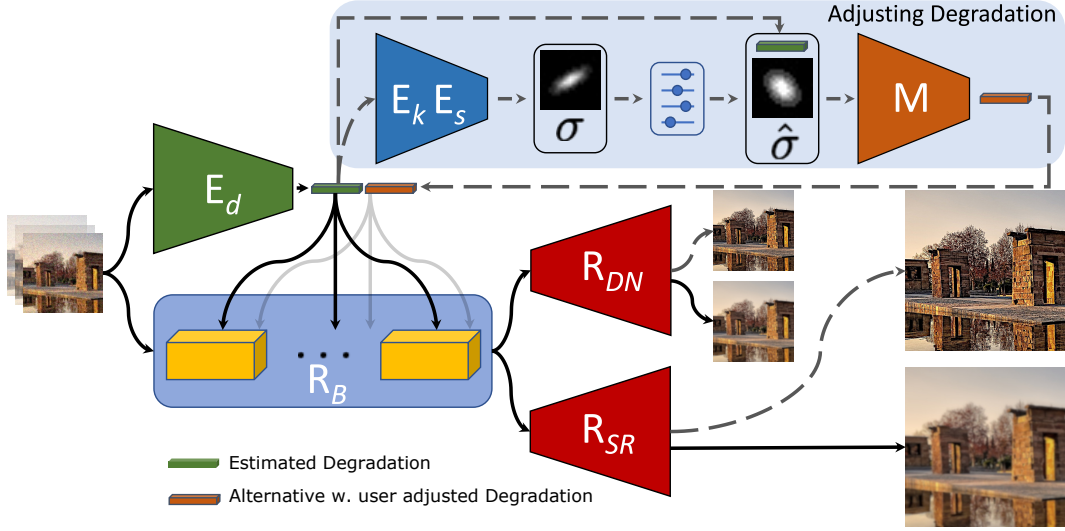 Adjusting Degradation
E_k E_s
σ
σ̂
M
E_d
R_DN
R_B
R_SR
Estimated Degradation
Alternative w. user adjusted Degradation